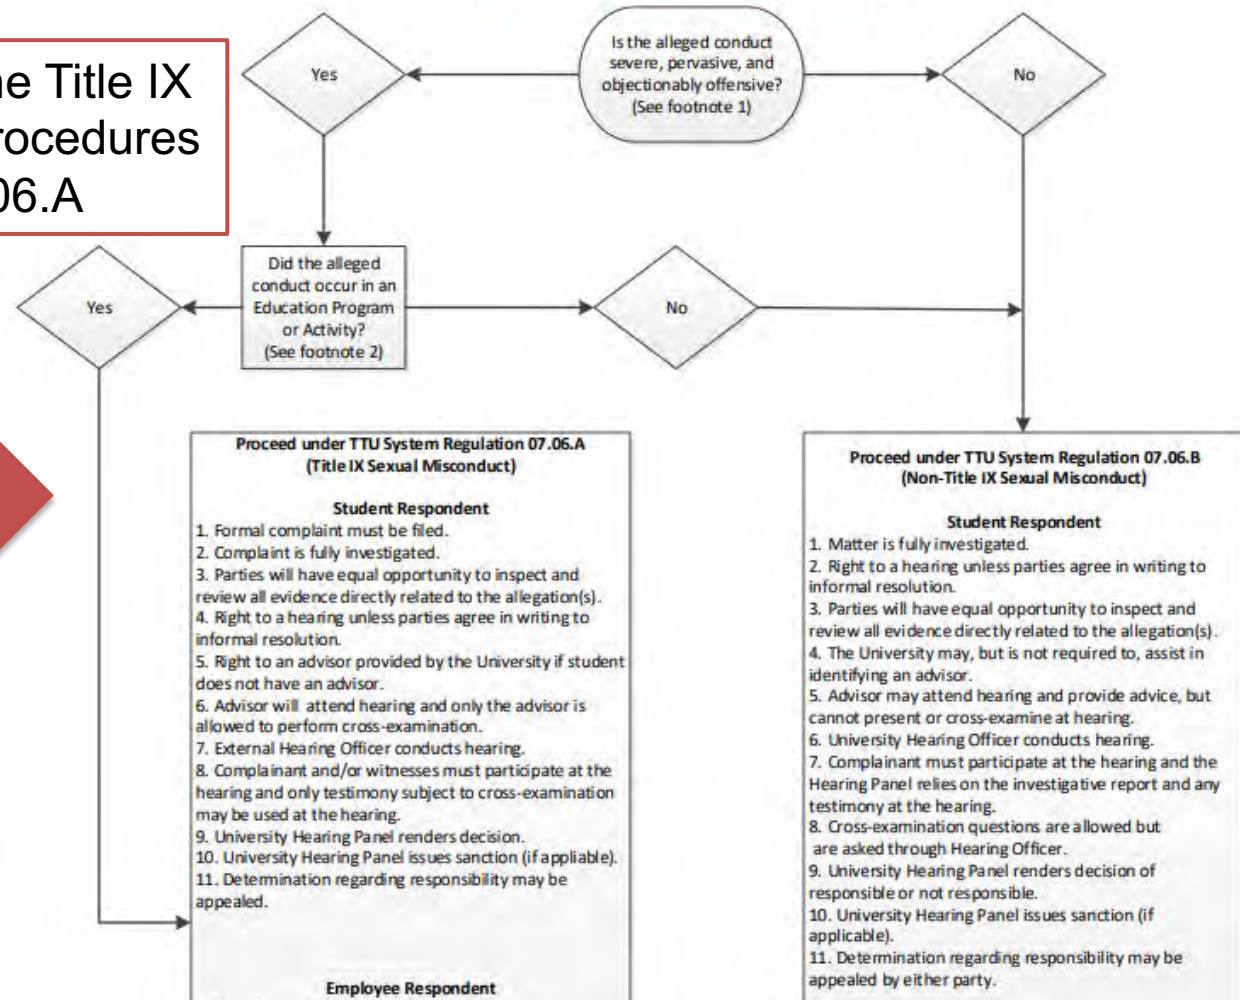 ne Title IX
rocedures
06.A
Yes
Is the alleged conduct
severe, pervasive, and
objectionably offensive?
(See footnote 1)
No
Yes
Did the alleged
conduct occur in an
Education Program
or Activity?
(See footnote 2)
No
Proceed under TTU System Regulation 07.06.A
(Title IX Sexual Misconduct)
Student Respondent
1. Formal complaint must be filed.
2. Complaint is fully investigated.
3. Parties will have equal opportunity to inspect and
review all evidence directly related to the allegation(s).
4. Right to a hearing unless parties agree in writing to
informal resolution.
5. Right to an advisor provided by the University if student
does not have an advisor.
6. Advisor will attend hearing and only the advisor is
allowed to perform cross-examination.
7. External Hearing Officer conducts hearing.
8. Complainant and/or witnesses must participate at the
hearing and only testimony subject to cross-examination
may be used at the hearing.
9. University Hearing Panel renders decision.
10. University Hearing Panel issues sanction (if appliable).
11. Determination regarding responsibility may be
appealed.
Employee Respondent
Proceed under TTU System Regulation 07.06.B
(Non-Title IX Sexual Misconduct)
Student Respondent
1. Matter is fully investigated.
2. Right to a hearing unless parties agree in writing to
informal resolution.
3. Parties will have equal opportunity to inspect and
review all evidence directly related to the allegation(s).
4. The University may, but is not required to, assist in
identifying an advisor.
5. Advisor may attend hearing and provide advice, but
cannot present or cross-examine at hearing.
6. University Hearing Officer conducts hearing.
7. Complainant must participate at the hearing and the
Hearing Panel relies on the investigative report and any
testimony at the hearing.
8. Cross-examination questions are allowed but
are asked through Hearing Officer.
9. University Hearing Panel renders decision of
responsible or not responsible.
10. University Hearing Panel issues sanction (if
applicable).
11. Determination regarding responsibility may be
appealed by either party.